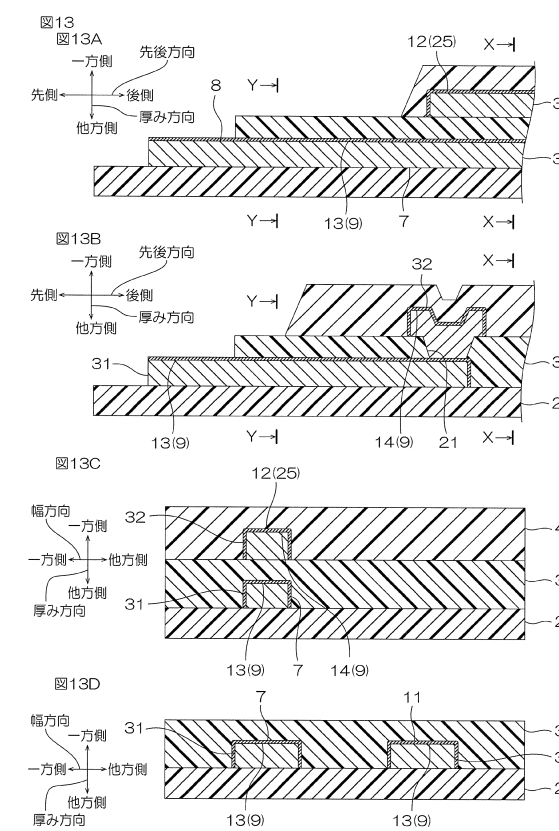 図13
図13A
一方側
先後方向
先側
後側
厚み方向
他方側
Y→
X→
12(25)
8
3
3
13(9)
7
Y→
X→
図13B
一方側
先後方向
先側
後側
他方側
厚み方向
Y→
X→
32
31
3
2
13(9)
14(9)
21
Y→
X→
図13C
幅方向
一方側
一方側
他方側
他方側
厚み方向
12(25)
32
31
4
3
2
13(9)
7
14(9)
図13D
幅方向
一方側
一方側
他方側
他方側
厚み方向
31
7
11
3
3
2
13(9)
13(9)